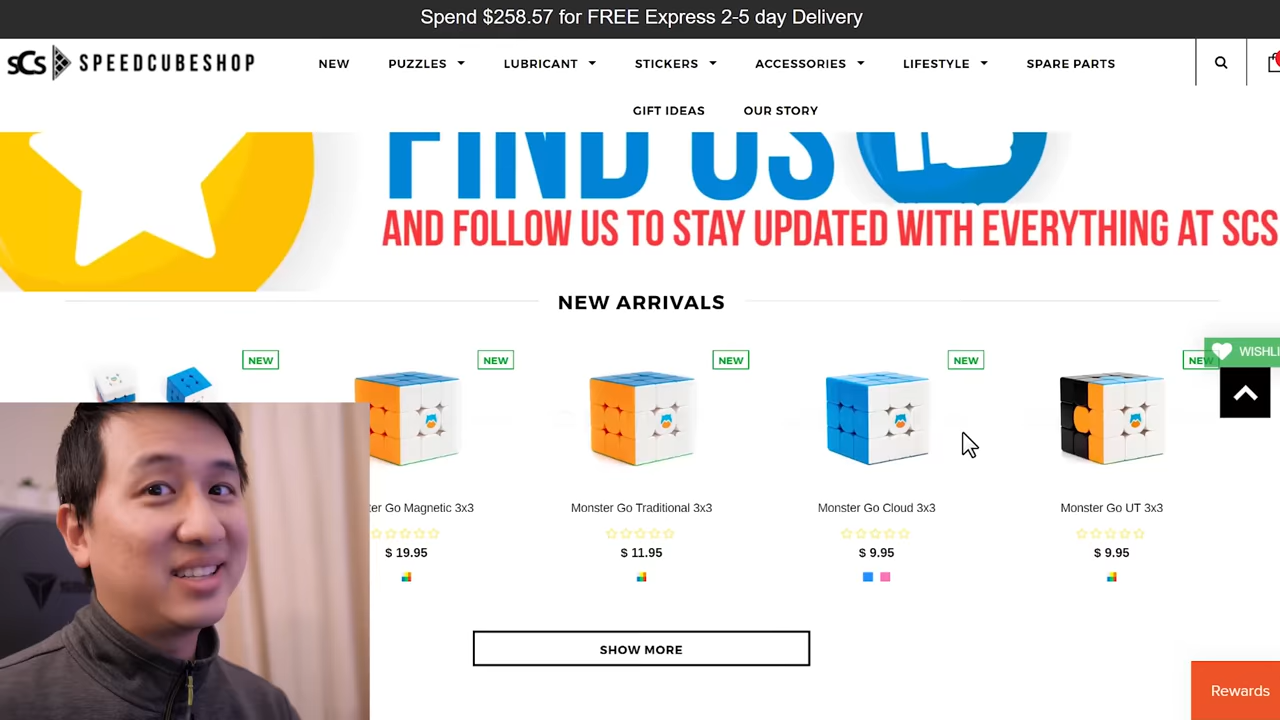 Spend $258.57 for FREE Express 2-5 day Delivery
sCs SPEEDCUBESHOP
NEW PUZZLES LUBRICANT STICKERS ACCESSORIES LIFESTYLE SPARE PARTS
GIFT IDEAS OUR STORY
FIND US
AND FOLLOW US TO STAY UPDATED WITH EVERYTHING AT SCS
NEW ARRIVALS
NEW NEW NEW NEW NEW
WISHLI
ter Go Magnetic 3x3 Monster Go Traditional 3x3 Monster Go Cloud 3x3 Monster Go UT 3x3
$ 19.95 $ 11.95 $ 9.95 $ 9.95
SHOW MORE
Rewards